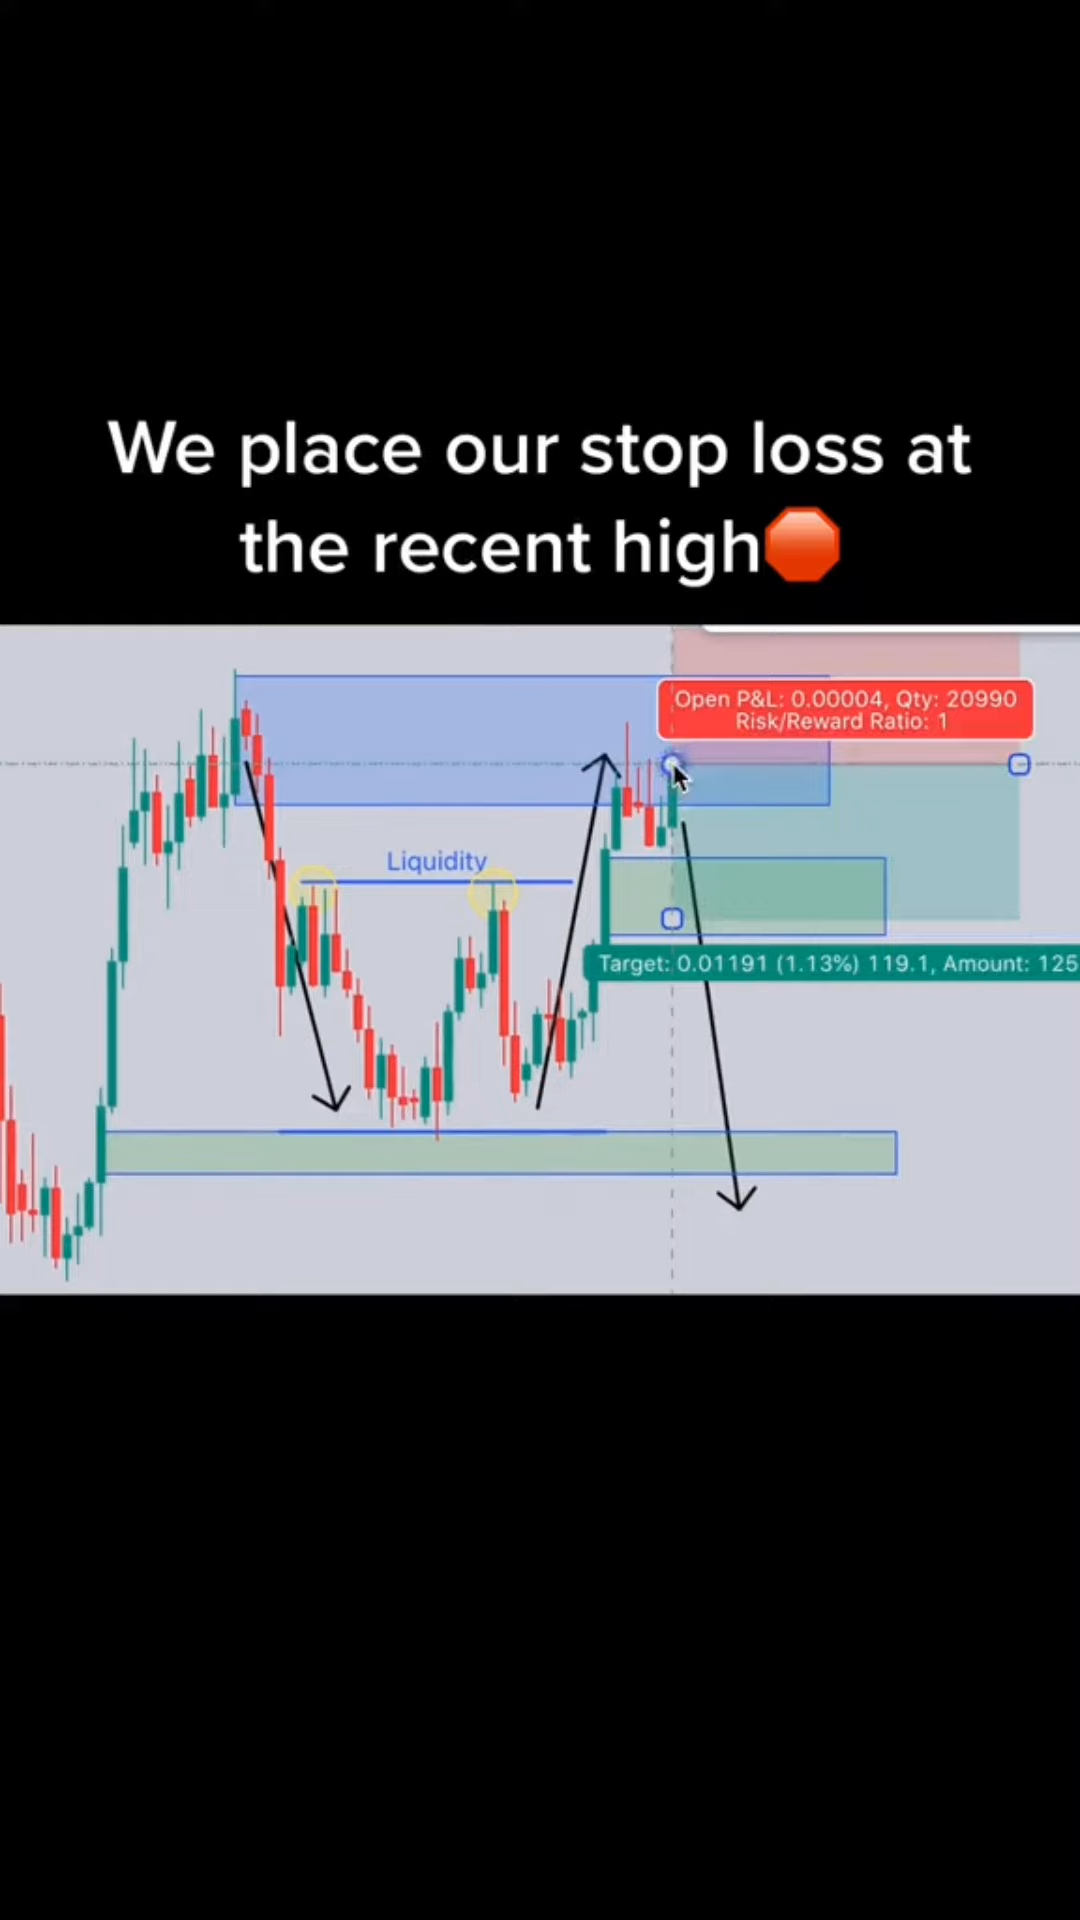 We place our stop loss at
the recent high
Open P&L: 0.00004, Qty: 20990
Risk/Reward Ratio: 1
Liquidity
Target: 0.01191 (1.13%) 119.1, Amount: 125